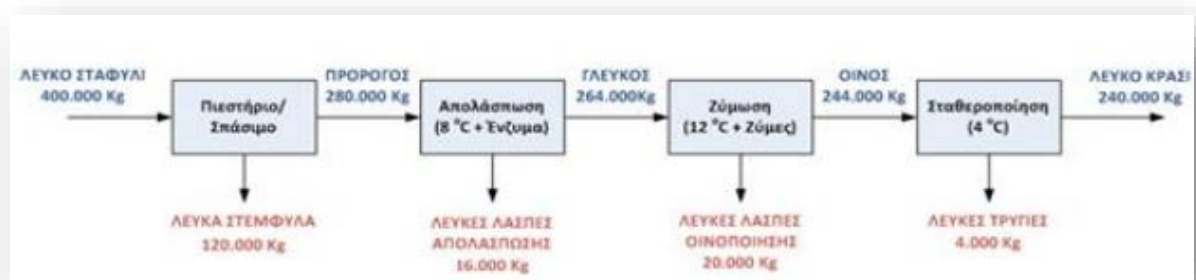 ΛΕΥΚΟ ΣΤΑΦΥΛΙ
400.000 Kg
Πιεστήριο/
Σπάσιμο
ΠΡΟΡΟΓΟΣ
280.000 Kg
Απολάσπωση
(8 °C + Ένζυμα)
ΓΛΕΥΚΟΣ
264.000Kg
Ζύμωση
(12 °C + Ζύμες)
ΟΙΝΟΣ
244.000 Kg
Σταθεροποίηση
(4 °C)
ΛΕΥΚΟ ΚΡΑΣΙ
240.000 Kg
ΛΕΥΚΑ ΣΤΕΜΦΥΛΑ
120.000 Kg
ΛΕΥΚΕΣ ΛΑΣΠΕΣ
ΑΠΟΛΑΣΠΩΣΗΣ
16.000 Kg
ΛΕΥΚΕΣ ΛΑΣΠΕΣ
ΟΙΝΟΠΟΙΗΣΗΣ
20.000 Kg
ΛΕΥΚΕΣ ΤΡΥΓΙΕΣ
4.000 Kg